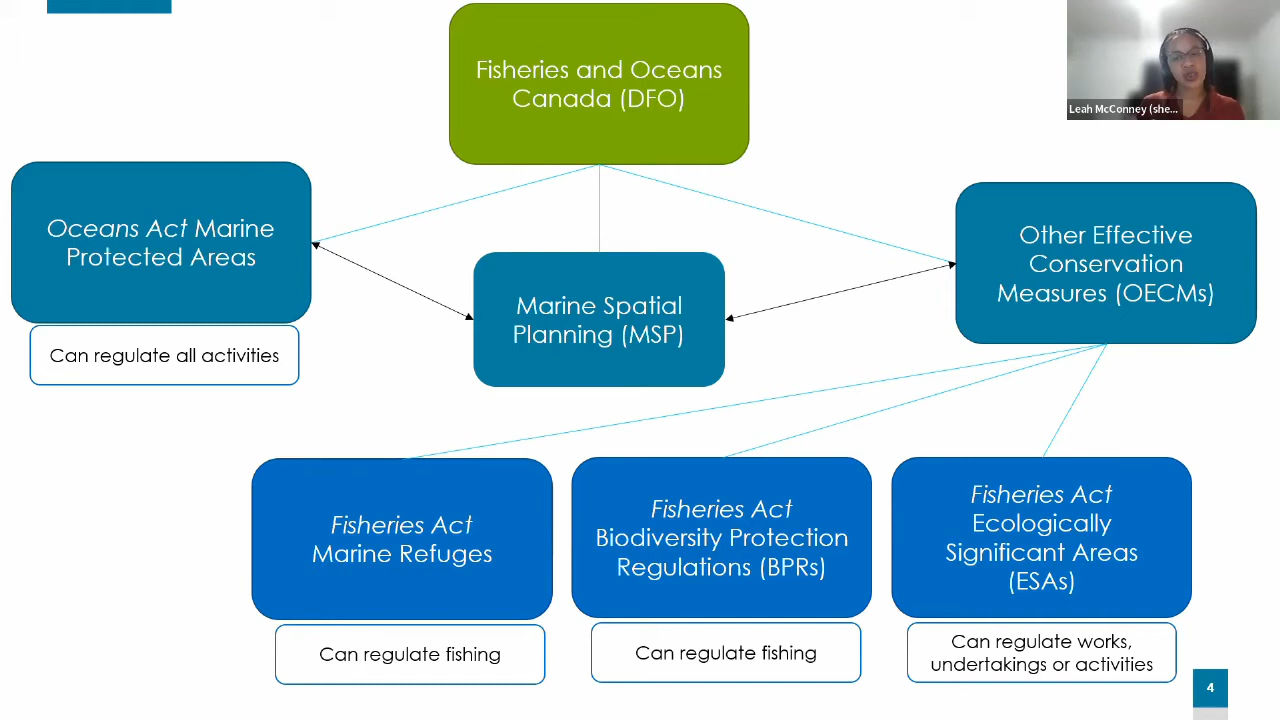 Fisheries and Oceans
Canada (DFO)
Leah McConney (she...
Oceans Act Marine
Protected Areas
Can regulate all activities
Marine Spatial
Planning (MSP)
Other Effective
Conservation
Measures (OECMs)
Fisheries Act
Marine Refuges
Can regulate fishing
Fisheries Act
Biodiversity Protection
Regulations (BPRs)
Can regulate fishing
Fisheries Act
Ecologically
Significant Areas
(ESAs)
Can regulate works,
undertakings or activities
4